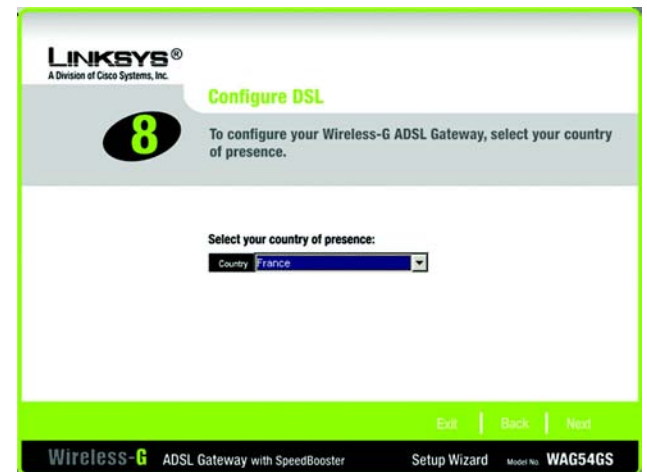 LINKSYS®
A Division of Cisco Systems, Inc.
Configure DSL
8
To configure your Wireless-G ADSL Gateway, select your country
of presence.
Select your country of presence:
Country France
Exit Back Next
Wireless-G ADSL Gateway with SpeedBooster Setup Wizard Model No. WAG54GS